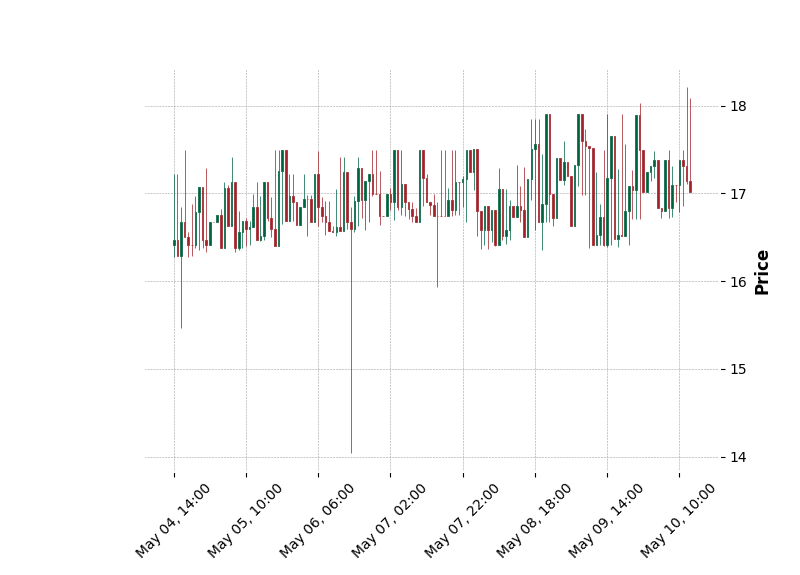 18
17
16
15
14
Price
May 04, 14:00
May 05, 10:00
May 06, 06:00
May 07, 02:00
May 07, 22:00
May 08, 18:00
May 09, 14:00
May 10, 10:00